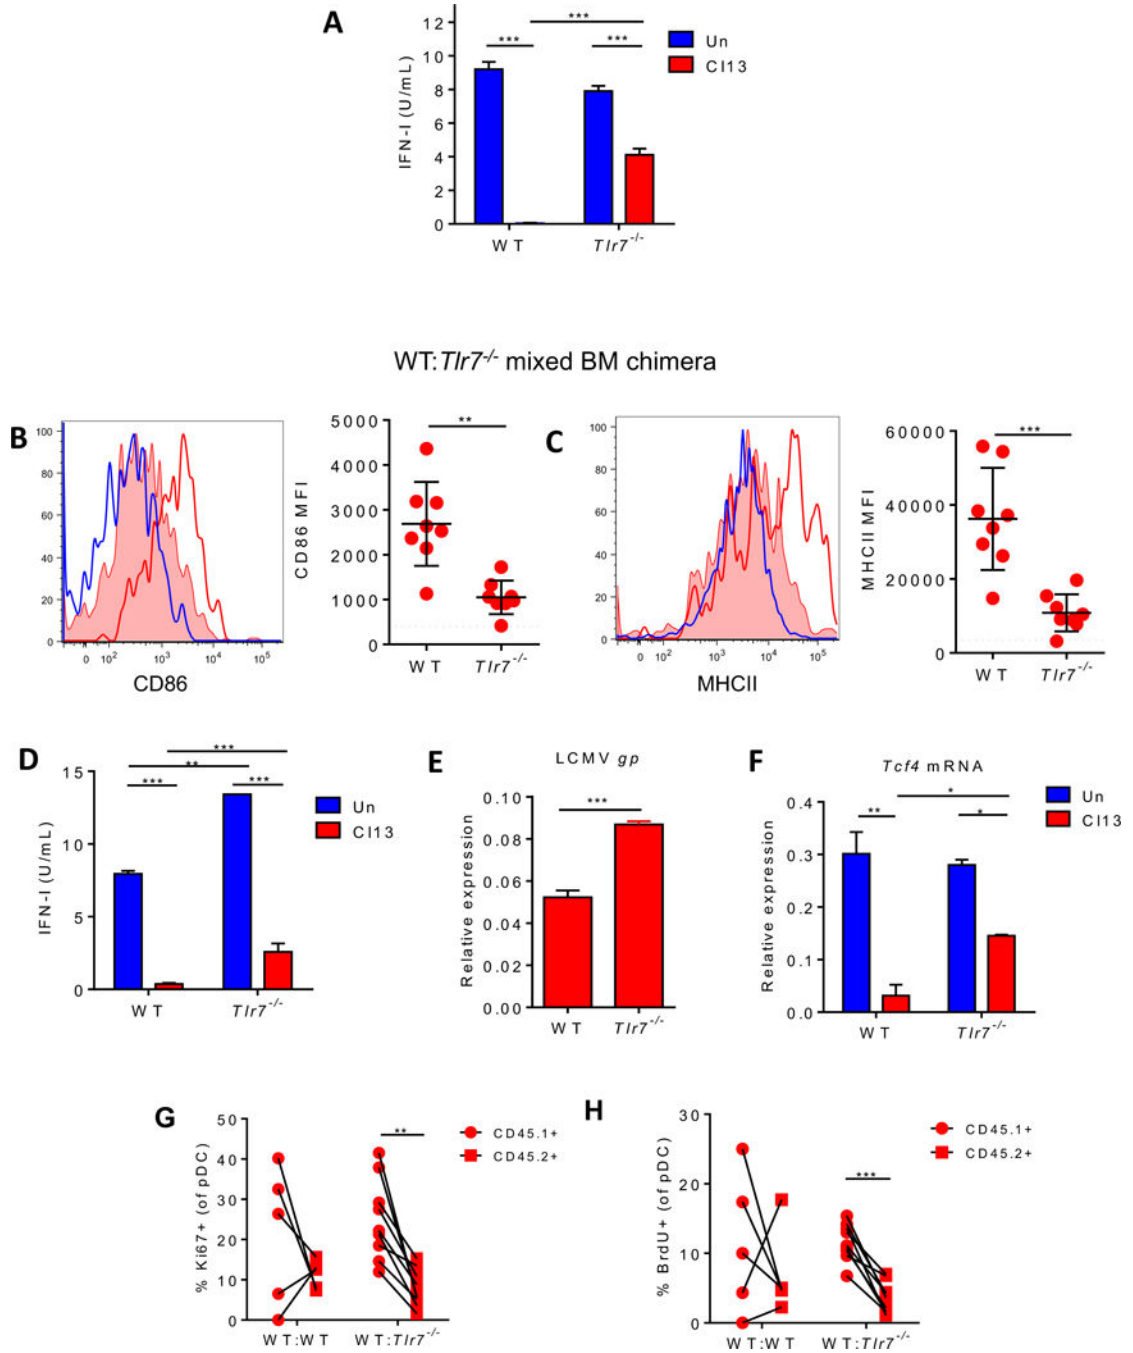 A
***
***
***
Un
Cl13
12
10
8
6
4
2
0
IFN-I (U/mL)
WT
Tlr7-/-
WT:Tlr7-/- mixed BM chimera
B
100
80
60
40
20
0
0 10² 10³ 10⁴ 10⁵
CD86
5000
4000
3000
2000
1000
0
CD86 MFI
**
WT Tlr7-/-
C
100
80
60
40
20
0
0 10² 10³ 10⁴ 10⁵
MHCII
60000
40000
20000
0
MHCII MFI
***
WT Tlr7-/-
D
***
**
***
***
Un
Cl13
15
10
5
0
IFN-I (U/mL)
WT Tlr7-/-
E
LCMV gp
***
0.10
0.08
0.06
0.04
0.02
0.00
Relative expression
WT Tlr7-/-
F
Tcf4 mRNA
*
**
*
Un
Cl13
0.4
0.3
0.2
0.1
0.0
Relative expression
WT Tlr7-/-
G
50
40
30
20
10
0
% Ki67+ (of pDC)
**
CD45.1+
CD45.2+
WT:WT WT:Tlr7-/-
H
30
20
10
0
% BrdU+ (of pDC)
***
CD45.1+
CD45.2+
WT:WT WT:Tlr7-/-